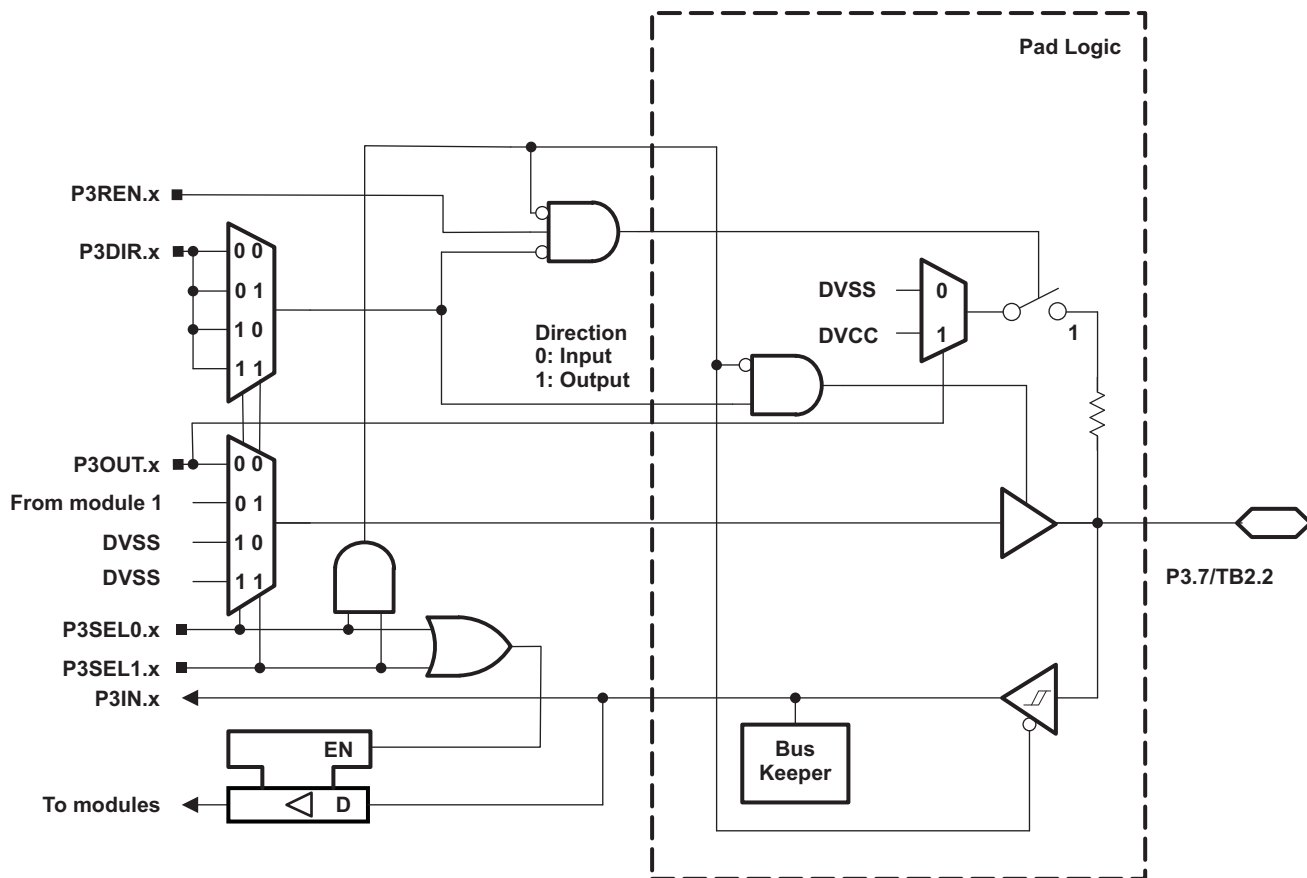 Pad Logic
P3REN.x
P3DIR.x
0 0
0 1
1 0
1 1
Direction
0: Input
1: Output
DVSS
0
DVCC
1
1
P3OUT.x
0 0
From module 1
0 1
DVSS
1 0
DVSS
1 1
P3.7/TB2.2
P3SEL0.x
P3SEL1.x
P3IN.x
EN
Bus
Keeper
To modules
D